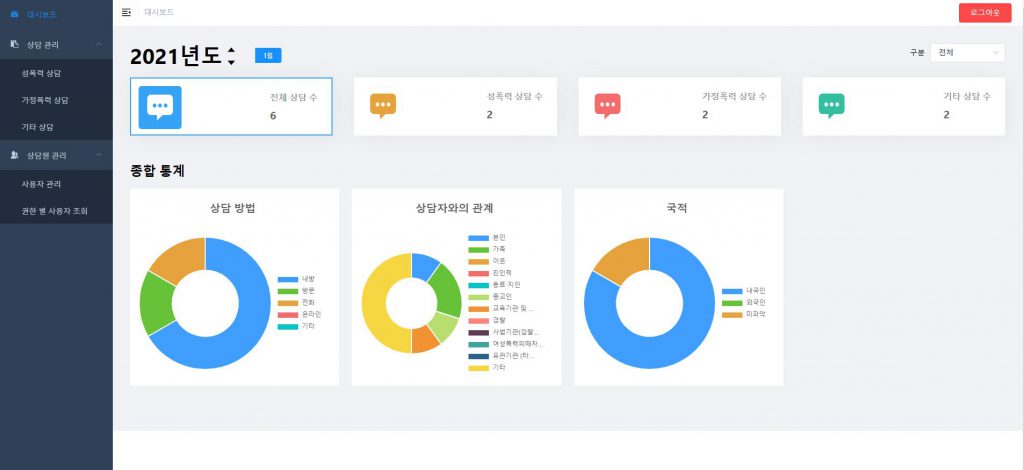 대시보드
상담 관리
성폭력 상담
가정폭력 상담
기타 상담
상담원 관리
사용자 관리
권한 별 사용자 조회
대시보드
로그아웃
2021년도
1월
구분
전체
전체 상담 수
6
성폭력 상담 수
2
가정폭력 상담 수
2
기타 상담 수
2
종합 통계
상담 방법
내방
방문
전화
온라인
기타
상담자와의 관계
본인
가족
이웃
친인척
동료·지인
종교인
교육기관 및...
경찰
사법기관(검찰...
여성폭력피해자...
유관기관 (타...
기타
국적
내국인
외국인
미파악